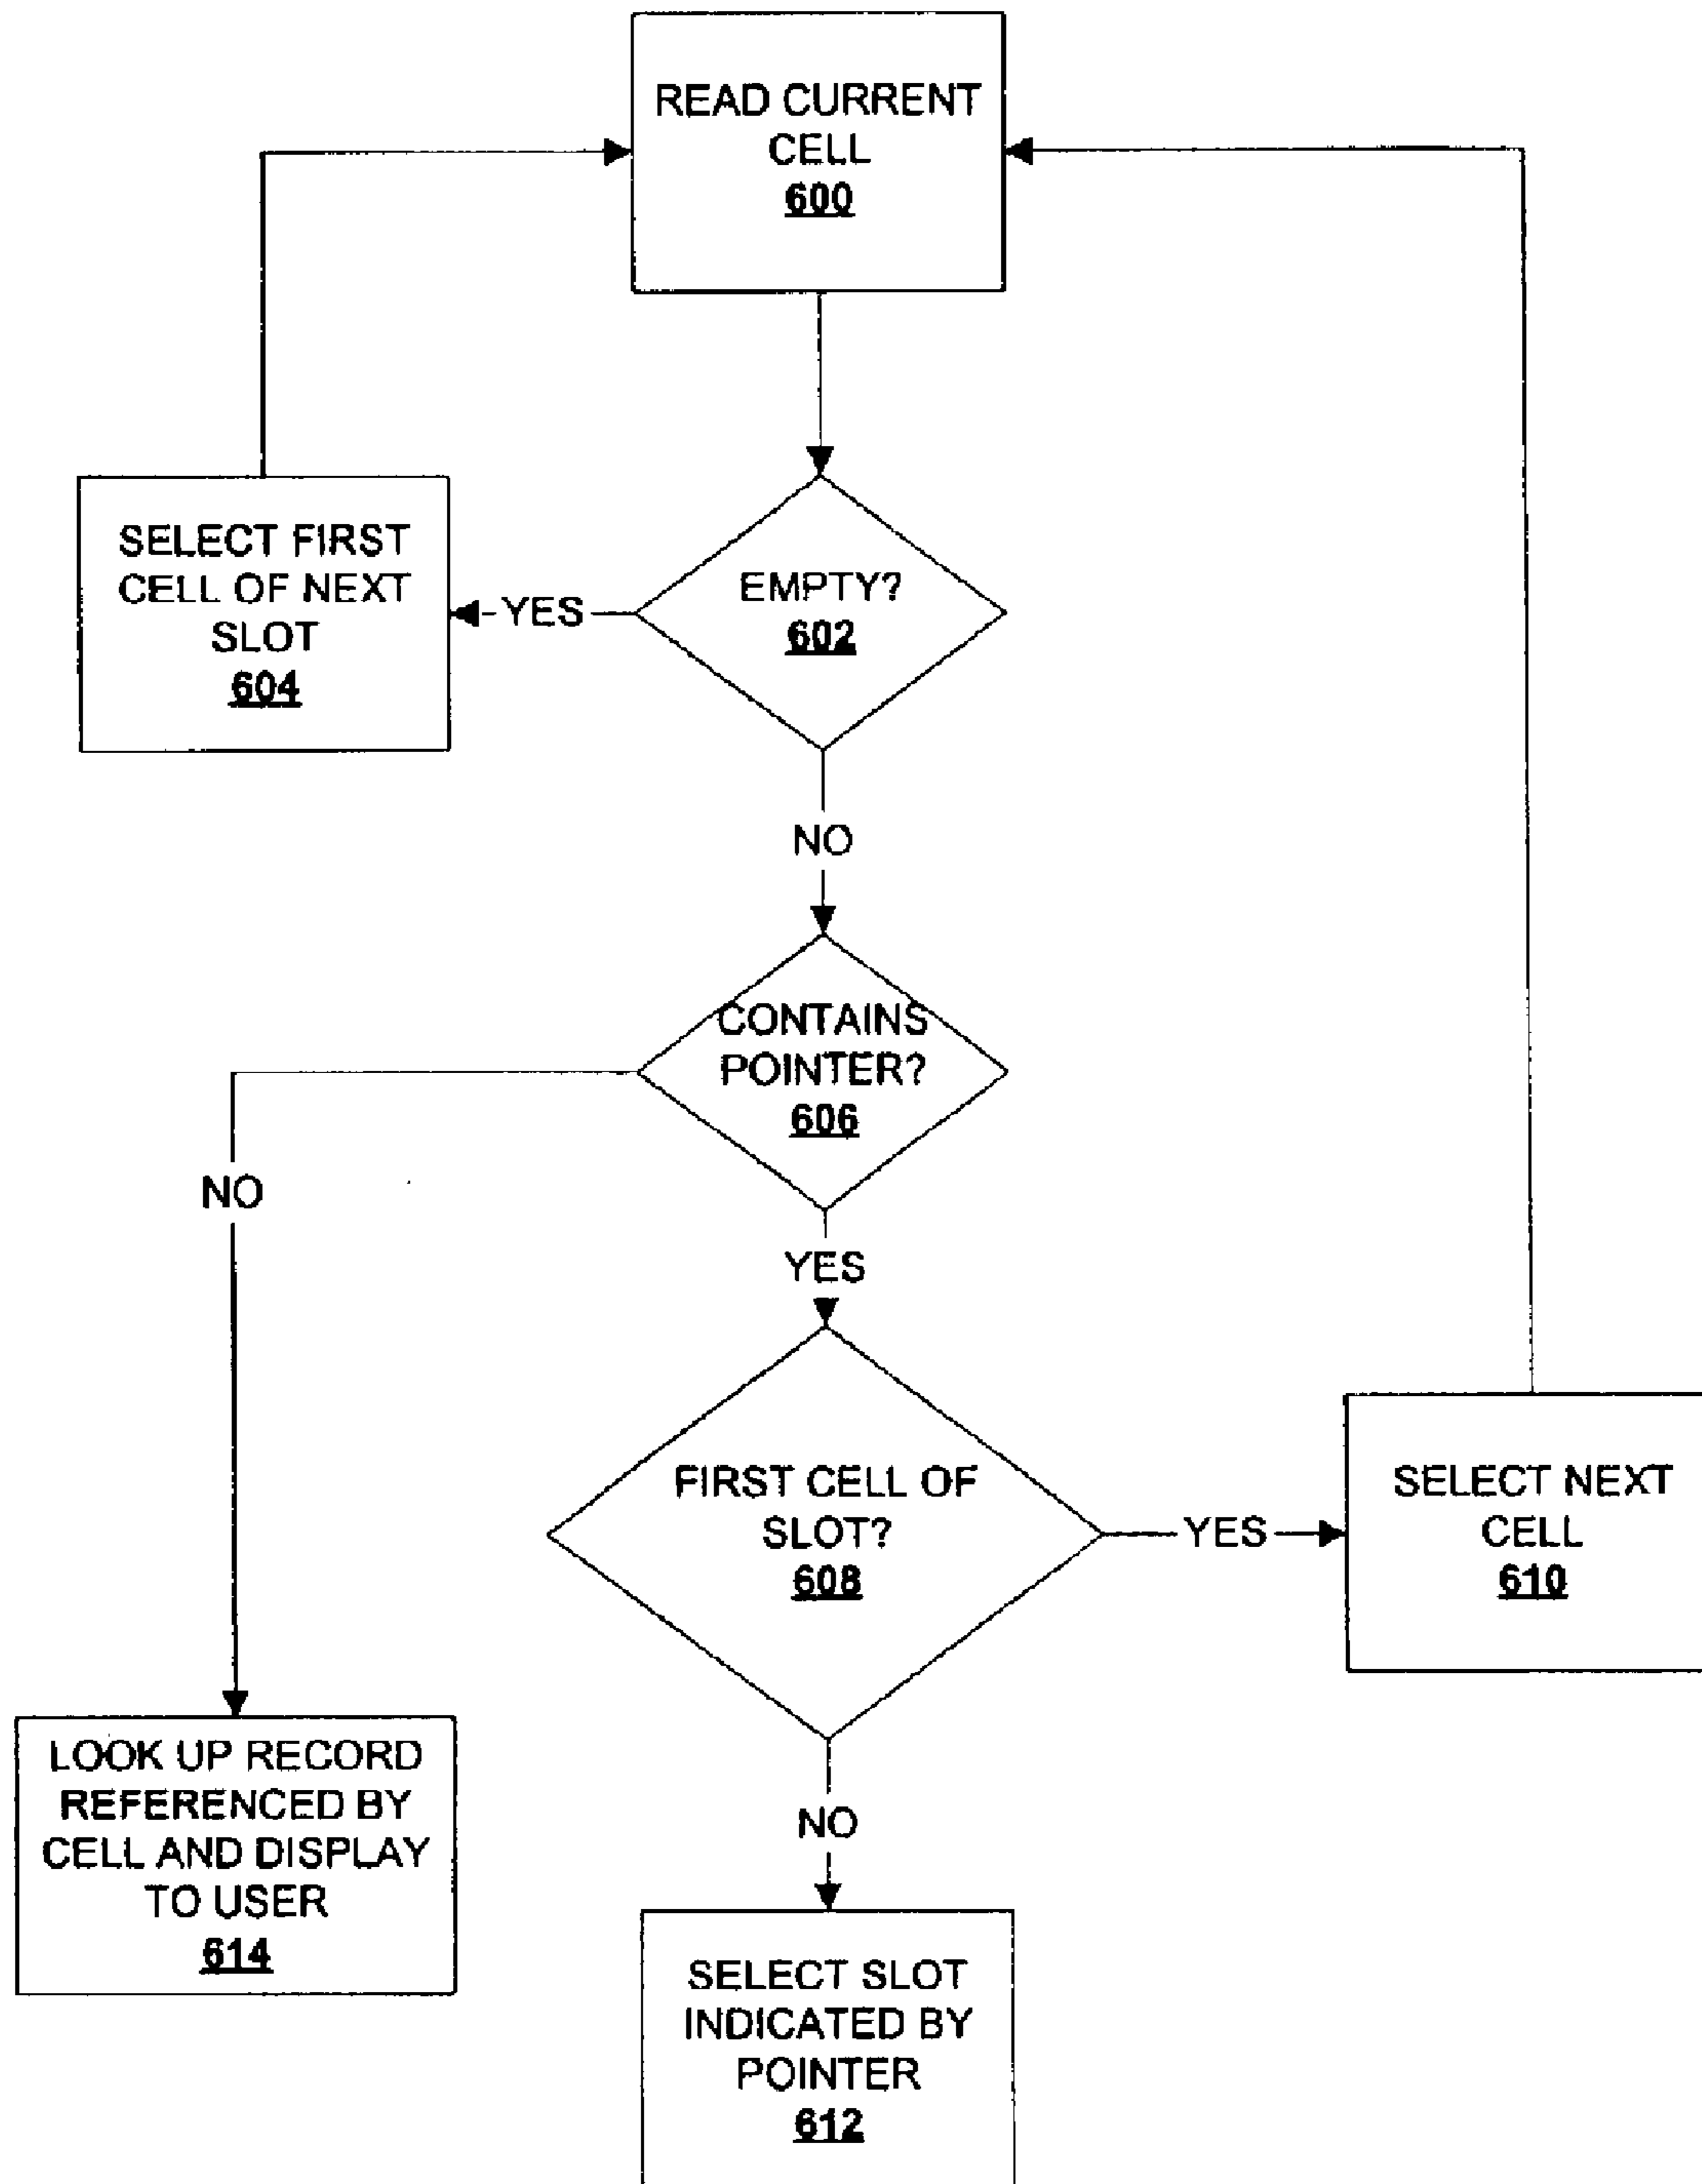 READ CURRENT
CELL
600
SELECT FIRST
CELL OF NEXT
SLOT
604
YES
EMPTY?
602
NO
CONTAINS
POINTER?
606
NO
YES
FIRST CELL OF
SLOT?
608
YES
SELECT NEXT
CELL
610
LOOK UP RECORD
REFERENCED BY
CELL AND DISPLAY
TO USER
614
NO
SELECT SLOT
INDICATED BY
POINTER
612